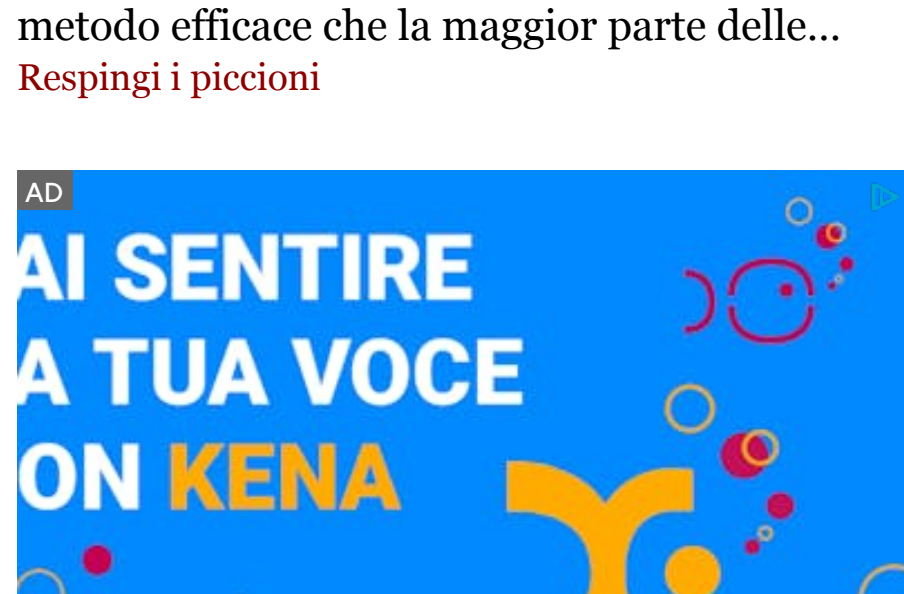 metodo efficace che la maggior parte delle...
Respingi i piccioni
AD
AI SENTIRE
A TUA VOCE
ON KENA